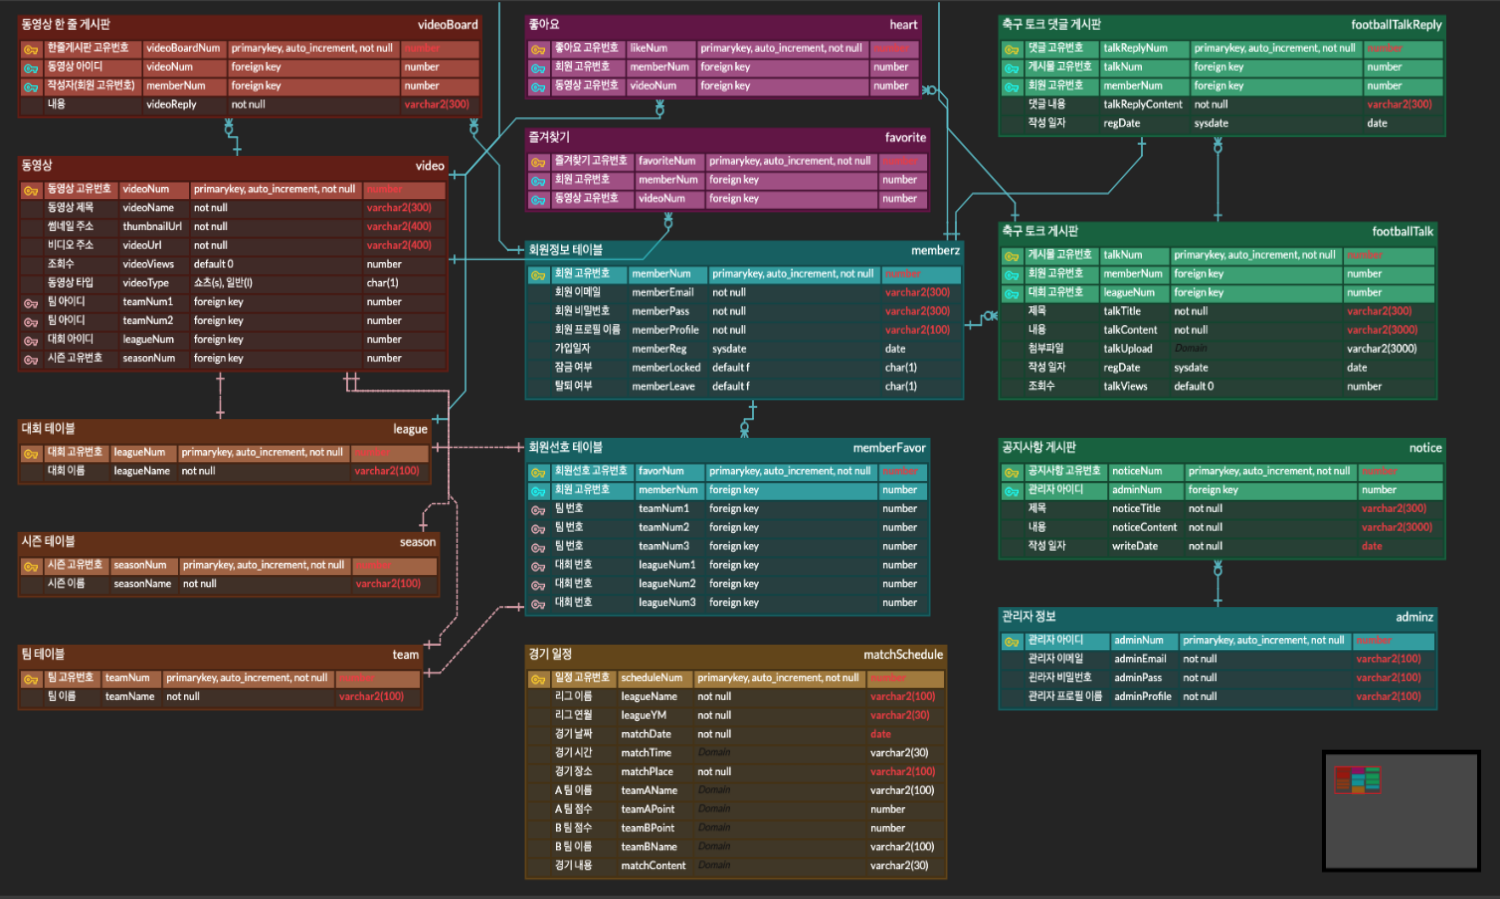 동영상 한 줄 게시판 videoBoard
한줄게시판 고유번호 videoBoardNum primarykey, auto_increment, not null number
동영상 아이디 videoNum foreign key number
작성자(회원 고유번호) memberNum foreign key number
내용 videoReply not null varchar2(300)
동영상 video
동영상 고유번호 videoNum primarykey, auto_increment, not null number
동영상 제목 videoName not null varchar2(300)
썸네일 주소 thumbnailUrl not null varchar2(400)
비디오 주소 videoUrl not null varchar2(400)
조회수 videoViews default 0 number
동영상 타입 videoType 쇼츠(s), 일반(l) char(1)
팀 아이디 teamNum1 foreign key number
팀 아이디 teamNum2 foreign key number
대회 아이디 leagueNum foreign key number
시즌 고유번호 seasonNum foreign key number
대회 테이블 league
대회 고유번호 leagueNum primarykey, auto_increment, not null number
대회 이름 leagueName not null varchar2(100)
시즌 테이블 season
시즌 고유번호 seasonNum primarykey, auto_increment, not null number
시즌 이름 seasonName not null varchar2(100)
팀 테이블 team
팀 고유번호 teamNum primarykey, auto_increment, not null number
팀 이름 teamName not null varchar2(100)
좋아요 heart
좋아요 고유번호 likeNum primarykey, auto_increment, not null number
회원 고유번호 memberNum foreign key number
동영상 고유번호 videoNum foreign key number
즐겨찾기 favorite
즐겨찾기 고유번호 favoriteNum primarykey, auto_increment, not null number
회원 고유번호 memberNum foreign key number
동영상 고유번호 videoNum foreign key number
회원정보 테이블 memberz
회원 고유번호 memberNum primarykey, auto_increment, not null number
회원 이메일 memberEmail not null varchar2(300)
회원 비밀번호 memberPass not null varchar2(300)
회원 프로필 이름 memberProfile not null varchar2(100)
가입일자 memberReg sysdate date
잠금 여부 memberLocked default f char(1)
탈퇴 여부 memberLeave default f char(1)
회원선호 테이블 memberFavor
회원선호 고유번호 favorNum primarykey, auto_increment, not null number
회원 고유번호 memberNum foreign key number
팀 번호 teamNum1 foreign key number
팀 번호 teamNum2 foreign key number
팀 번호 teamNum3 foreign key number
대회 번호 leagueNum1 foreign key number
대회 번호 leagueNum2 foreign key number
대회 번호 leagueNum3 foreign key number
경기 일정 matchSchedule
일정 고유번호 scheduleNum primarykey, auto_increment, not null number
리그 이름 leagueName not null varchar2(100)
리그 연월 leagueYM not null varchar2(30)
경기 날짜 matchDate not null date
경기 시간 matchTime Domain varchar2(30)
경기 장소 matchPlace not null varchar2(100)
A 팀 이름 teamAName Domain varchar2(100)
A 팀 점수 teamAPoint Domain number
B 팀 점수 teamBPoint Domain number
B 팀 이름 teamBName Domain varchar2(100)
경기 내용 matchContent Domain varchar2(30)
축구 토크 댓글 게시판 footballTalkReply
댓글 고유번호 talkReplyNum primarykey, auto_increment, not null number
게시물 고유번호 talkNum foreign key number
회원 고유번호 memberNum foreign key number
댓글 내용 talkReplyContent not null varchar2(300)
작성 일자 regDate sysdate date
축구 토크 게시판 footballTalk
게시물 고유번호 talkNum primarykey, auto_increment, not null number
회원 고유번호 memberNum foreign key number
대회 고유번호 leagueNum foreign key number
제목 talkTitle not null varchar2(300)
내용 talkContent not null varchar2(3000)
첨부파일 talkUpload Domain varchar2(3000)
작성 일자 regDate sysdate date
조회수 talkViews default 0 number
공지사항 게시판 notice
공지사항 고유번호 noticeNum primarykey, auto_increment, not null number
관리자 아이디 adminNum foreign key number
제목 noticeTitle not null varchar2(300)
내용 noticeContent not null varchar2(3000)
작성 일자 writeDate not null date
관리자 정보 adminz
관리자 아이디 adminNum primarykey, auto_increment, not null number
관리자 이메일 adminEmail not null varchar2(100)
괸라자 비밀번호 adminPass not null varchar2(100)
관리자 프로필 이름 adminProfile not null varchar2(100)